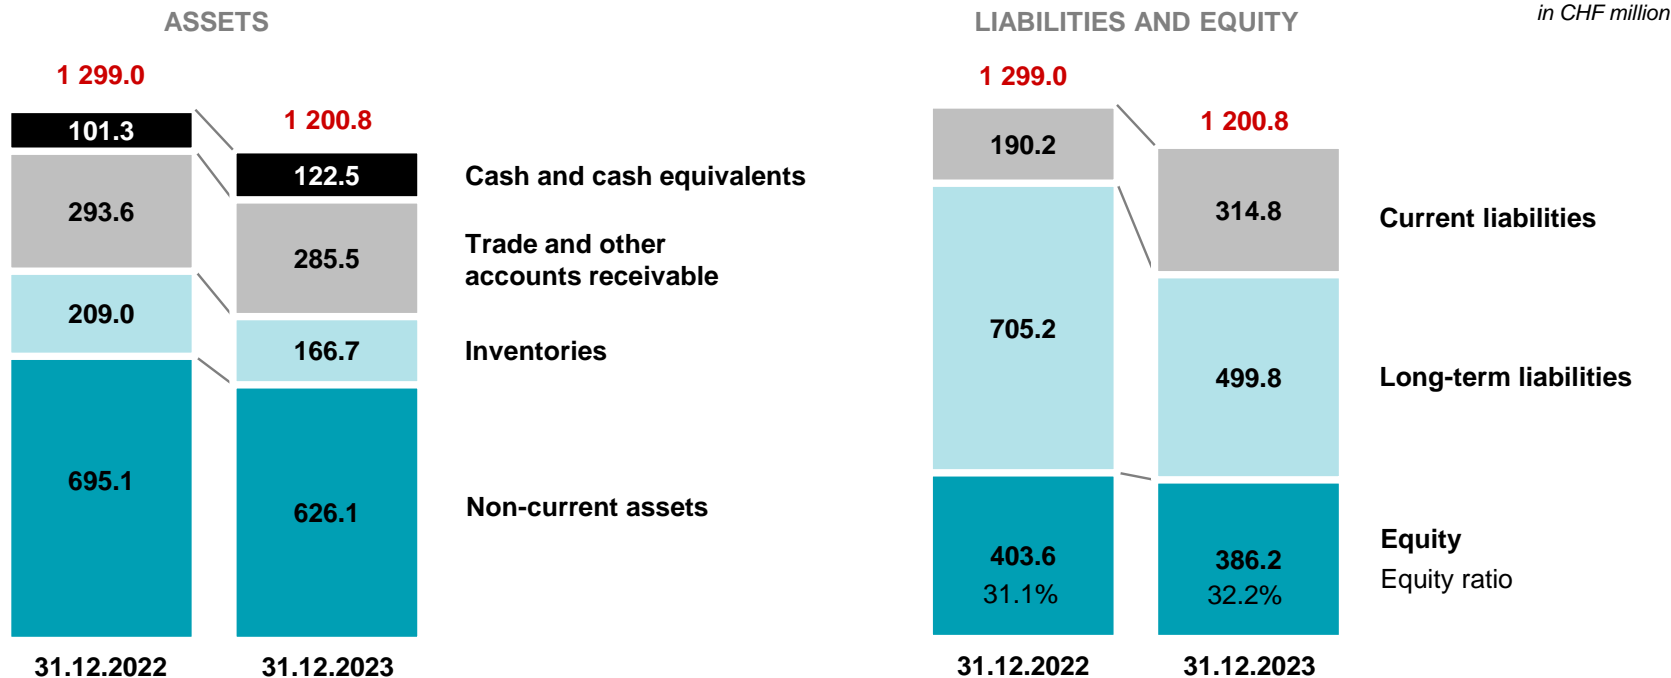 ASSETS
LIABILITIES AND EQUITY
in CHF million
1 299.0
1 200.8
101.3
122.5
Cash and cash equivalents
293.6
285.5
Trade and other
accounts receivable
209.0
166.7
Inventories
695.1
626.1
Non-current assets
31.12.2022
31.12.2023
1 299.0
1 200.8
190.2
314.8
Current liabilities
705.2
499.8
Long-term liabilities
403.6
31.1%
386.2
32.2%
Equity
Equity ratio
31.12.2022
31.12.2023